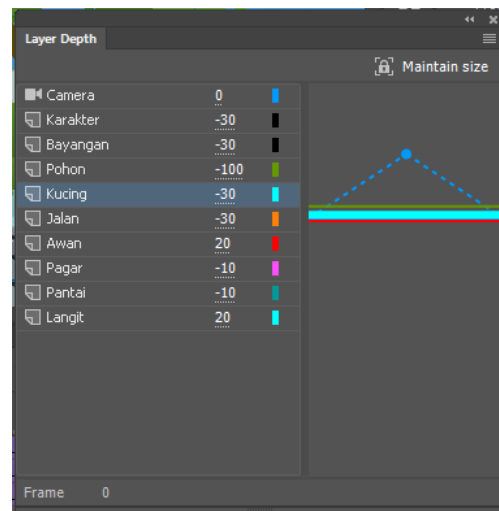 Layer Depth
Maintain size
Camera 0
Karakter -30
Bayangan -30
Pohon -100
Kucing -30
Jalan -30
Awan 20
Pagar -10
Pantai -10
Langit 20
Frame 0